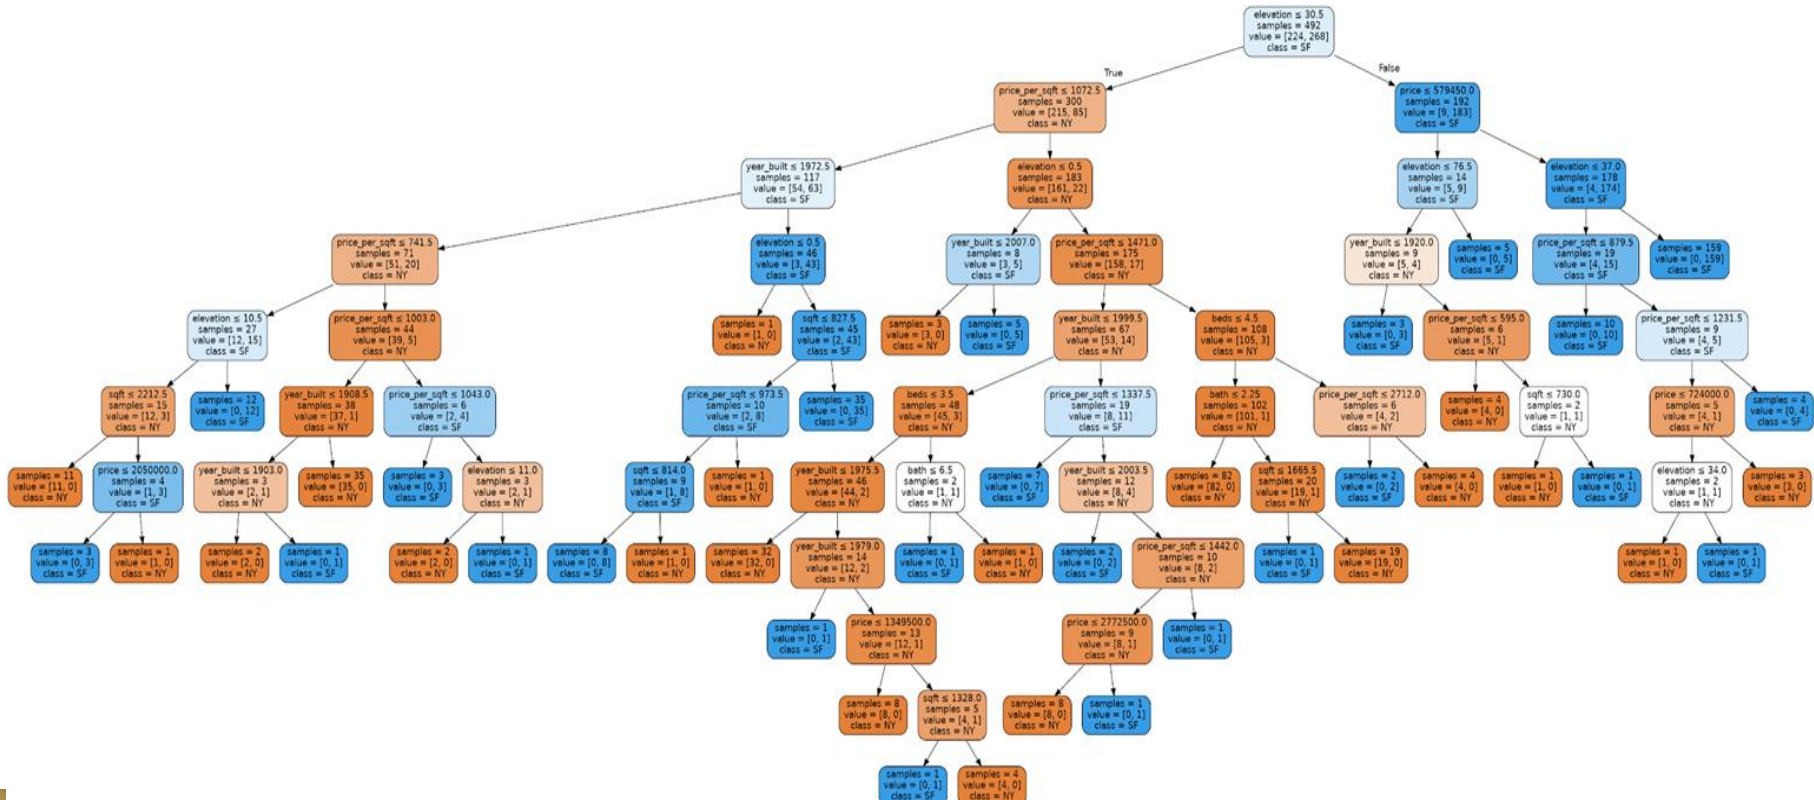 elevation ≤ 30.5
samples = 492
value = [224, 268]
class = SF
True
False
price_per_sqft ≤ 1072.5
samples = 300
value = [215, 85]
class = NY
price ≤ 579450.0
samples = 192
value = [9, 183]
class = SF
year_built ≤ 1972.5
samples = 117
value = [54, 63]
class = SF
elevation ≤ 0.5
samples = 183
value = [161, 22]
class = NY
elevation ≤ 76.5
samples = 14
value = [5, 9]
class = SF
elevation ≤ 37.0
samples = 178
value = [4, 174]
class = SF
price_per_sqft ≤ 741.5
samples = 71
value = [51, 20]
class = NY
elevation ≤ 0.5
samples = 46
value = [3, 43]
class = SF
year_built ≤ 2007.0
samples = 8
value = [3, 5]
class = SF
price_per_sqft ≤ 1471.0
samples = 175
value = [158, 17]
class = NY
year_built ≤ 1920.0
samples = 9
value = [5, 4]
class = NY
samples = 5
value = [0, 5]
class = SF
price_per_sqft ≤ 879.5
samples = 19
value = [4, 15]
class = SF
samples = 159
value = [0, 159]
class = SF
elevation ≤ 10.5
samples = 27
value = [12, 15]
class = SF
price_per_sqft ≤ 1003.0
samples = 44
value = [39, 5]
class = NY
samples = 1
value = [1, 0]
class = NY
sqft ≤ 827.5
samples = 45
value = [2, 43]
class = SF
samples = 3
value = [3, 0]
class = NY
samples = 5
value = [0, 5]
class = SF
year_built ≤ 1999.5
samples = 67
value = [53, 14]
class = NY
beds ≤ 4.5
samples = 108
value = [105, 3]
class = NY
samples = 3
value = [0, 3]
class = SF
price_per_sqft ≤ 595.0
samples = 6
value = [5, 1]
class = NY
samples = 10
value = [0, 10]
class = SF
price_per_sqft ≤ 1231.5
samples = 9
value = [4, 5]
class = SF
sqft ≤ 2212.5
samples = 15
value = [12, 3]
class = NY
samples = 12
value = [0, 12]
class = SF
year_built ≤ 1908.5
samples = 38
value = [37, 1]
class = NY
price_per_sqft ≤ 1043.0
samples = 6
value = [2, 4]
class = SF
price_per_sqft ≤ 973.5
samples = 10
value = [2, 8]
class = SF
samples = 35
value = [0, 35]
class = SF
beds ≤ 3.5
samples = 48
value = [45, 3]
class = NY
price_per_sqft ≤ 1337.5
samples = 19
value = [8, 11]
class = SF
bath ≤ 2.25
samples = 102
value = [101, 1]
class = NY
price_per_sqft ≤ 2712.0
samples = 6
value = [4, 2]
class = NY
samples = 4
value = [4, 0]
class = NY
sqft ≤ 730.0
samples = 2
value = [1, 1]
class = NY
price ≤ 724000.0
samples = 5
value = [4, 1]
class = NY
samples = 4
value = [0, 4]
class = SF
samples = 11
value = [11, 0]
class = NY
price ≤ 2050000.0
samples = 4
value = [1, 3]
class = SF
year_built ≤ 1903.0
samples = 3
value = [2, 1]
class = NY
samples = 35
value = [35, 0]
class = NY
samples = 3
value = [0, 3]
class = SF
elevation ≤ 11.0
samples = 3
value = [2, 1]
class = NY
sqft ≤ 814.0
samples = 9
value = [1, 8]
class = SF
samples = 1
value = [1, 0]
class = NY
year_built ≤ 1975.5
samples = 46
value = [44, 2]
class = NY
bath ≤ 6.5
samples = 2
value = [1, 1]
class = NY
samples = 7
value = [0, 7]
class = SF
year_built ≤ 2003.5
samples = 12
value = [8, 4]
class = NY
samples = 82
value = [82, 0]
class = NY
sqft ≤ 1665.5
samples = 20
value = [19, 1]
class = NY
samples = 2
value = [0, 2]
class = SF
samples = 4
value = [4, 0]
class = NY
samples = 1
value = [1, 0]
class = NY
samples = 1
value = [0, 1]
class = SF
elevation ≤ 34.0
samples = 2
value = [1, 1]
class = NY
samples = 3
value = [3, 0]
class = NY
samples = 3
value = [0, 3]
class = SF
samples = 1
value = [1, 0]
class = NY
samples = 2
value = [2, 0]
class = NY
samples = 1
value = [0, 1]
class = SF
samples = 2
value = [2, 0]
class = NY
samples = 1
value = [0, 1]
class = SF
samples = 8
value = [0, 8]
class = SF
samples = 1
value = [1, 0]
class = NY
samples = 32
value = [32, 0]
class = NY
year_built ≤ 1979.0
samples = 14
value = [12, 2]
class = NY
samples = 1
value = [0, 1]
class = SF
samples = 1
value = [1, 0]
class = NY
samples = 2
value = [0, 2]
class = SF
price_per_sqft ≤ 1442.0
samples = 10
value = [8, 2]
class = NY
samples = 1
value = [0, 1]
class = SF
samples = 19
value = [19, 0]
class = NY
samples = 1
value = [1, 0]
class = NY
samples = 1
value = [0, 1]
class = SF
samples = 1
value = [0, 1]
class = SF
price ≤ 1349500.0
samples = 13
value = [12, 1]
class = NY
price ≤ 2772500.0
samples = 9
value = [8, 1]
class = NY
samples = 1
value = [0, 1]
class = SF
samples = 8
value = [8, 0]
class = NY
sqft ≤ 1328.0
samples = 5
value = [4, 1]
class = NY
samples = 8
value = [8, 0]
class = NY
samples = 1
value = [0, 1]
class = SF
samples = 1
value = [0, 1]
class = SF
samples = 4
value = [4, 0]
class = NY